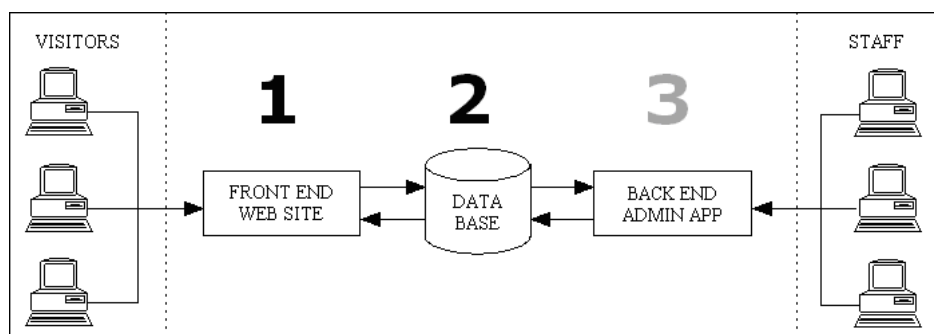 VISITORS
STAFF
1
2
3
FRONT END
WEB SITE
DATA
BASE
BACK END
ADMIN APP